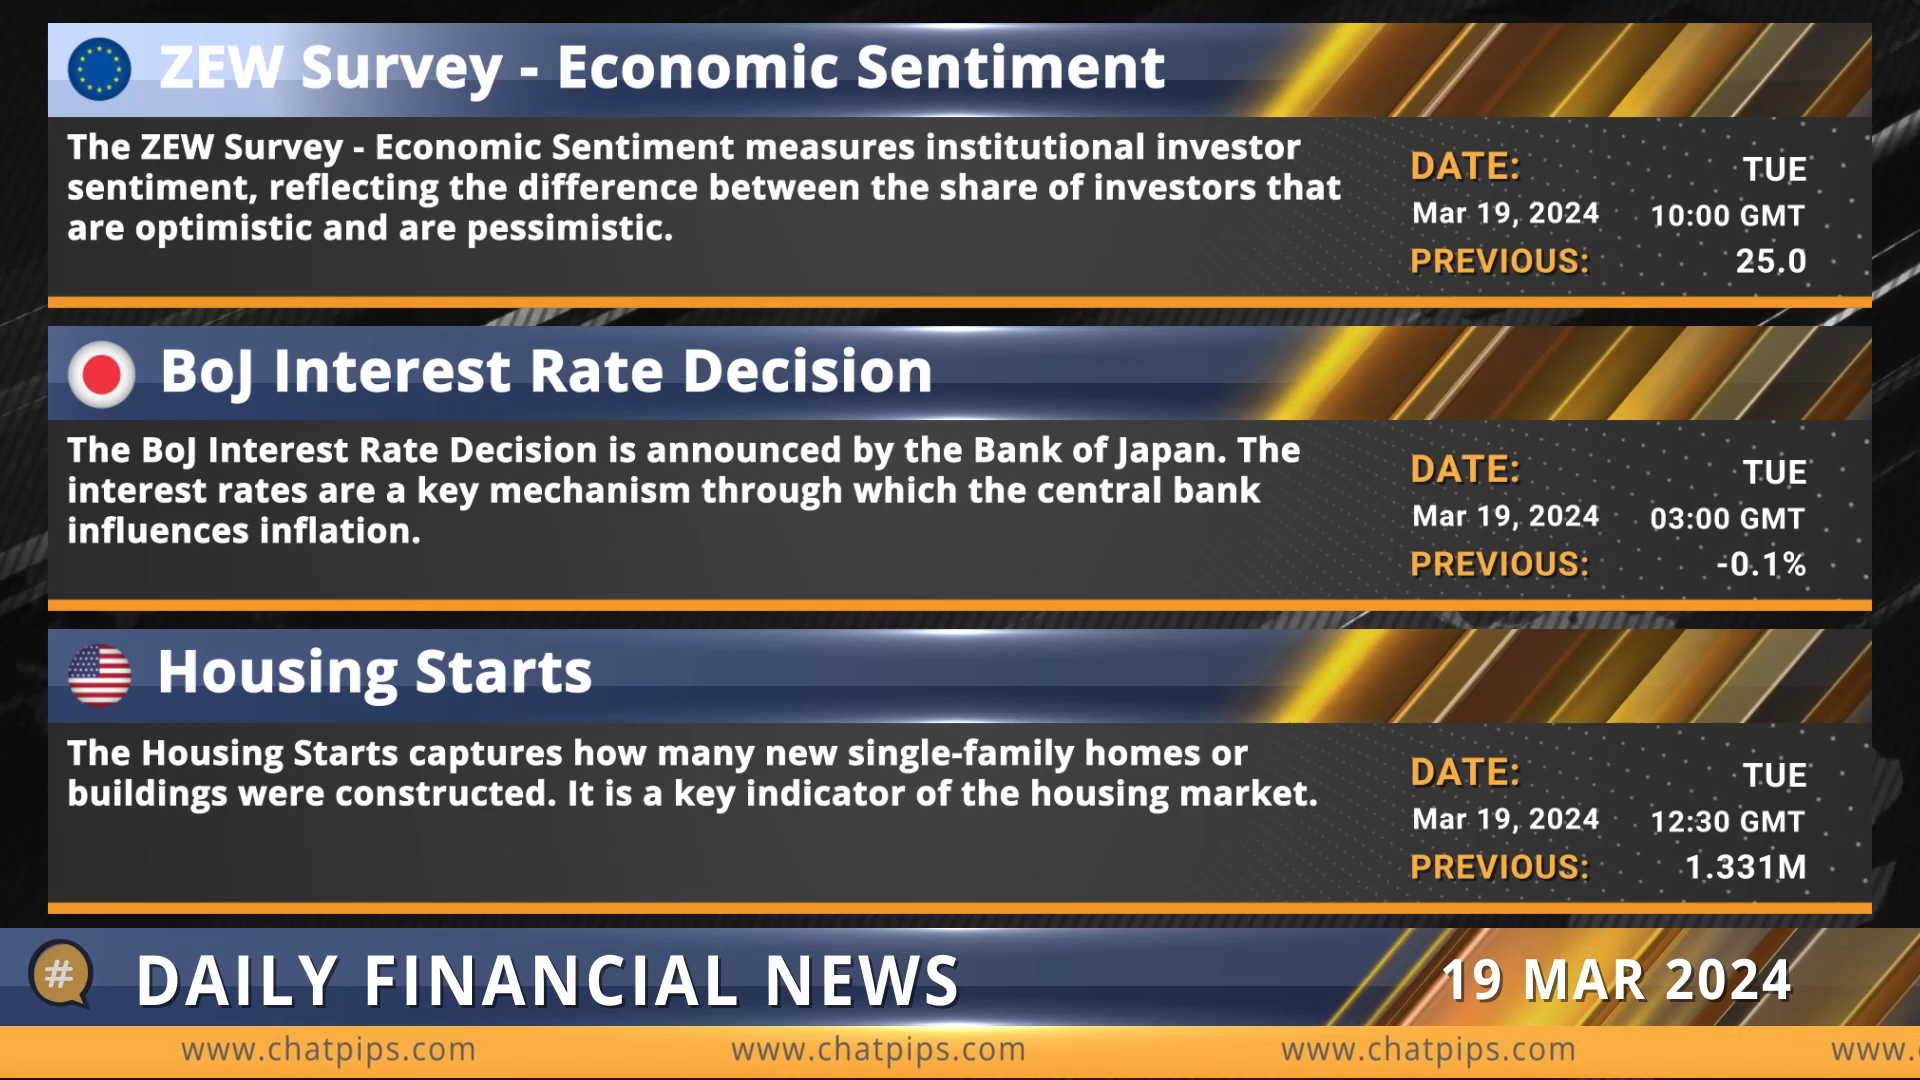 ZEW Survey - Economic Sentiment
The ZEW Survey - Economic Sentiment measures institutional investor
sentiment, reflecting the difference between the share of investors that
are optimistic and are pessimistic.
DATE: TUE
Mar 19, 2024 10:00 GMT
PREVIOUS: 25.0
BoJ Interest Rate Decision
The BoJ Interest Rate Decision is announced by the Bank of Japan. The
interest rates are a key mechanism through which the central bank
influences inflation.
DATE: TUE
Mar 19, 2024 03:00 GMT
PREVIOUS: -0.1%
Housing Starts
The Housing Starts captures how many new single-family homes or
buildings were constructed. It is a key indicator of the housing market.
DATE: TUE
Mar 19, 2024 12:30 GMT
PREVIOUS: 1.331M
# DAILY FINANCIAL NEWS 19 MAR 2024
www.chatpips.com www.chatpips.com www.chatpips.com www.